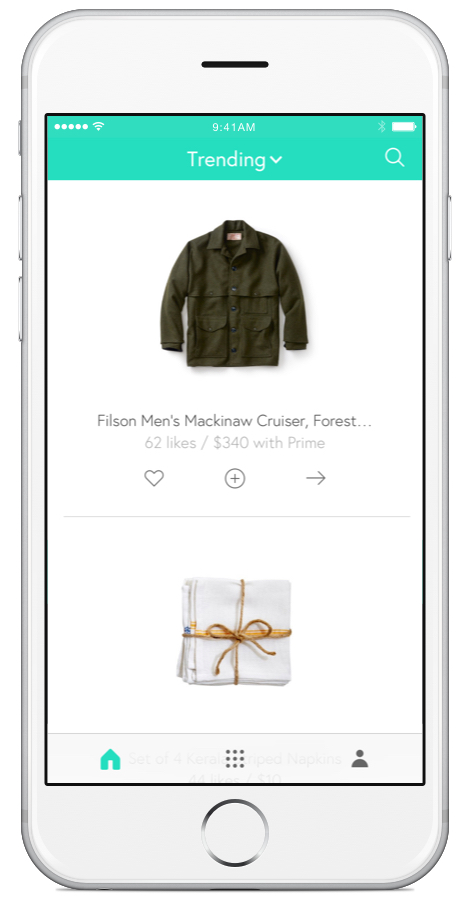 9:41AM
Trending
Filson Men's Mackinaw Cruiser, Forest...
62 likes / $340 with Prime
Set of 4 Kerala Striped Napkins
44 likes / $10